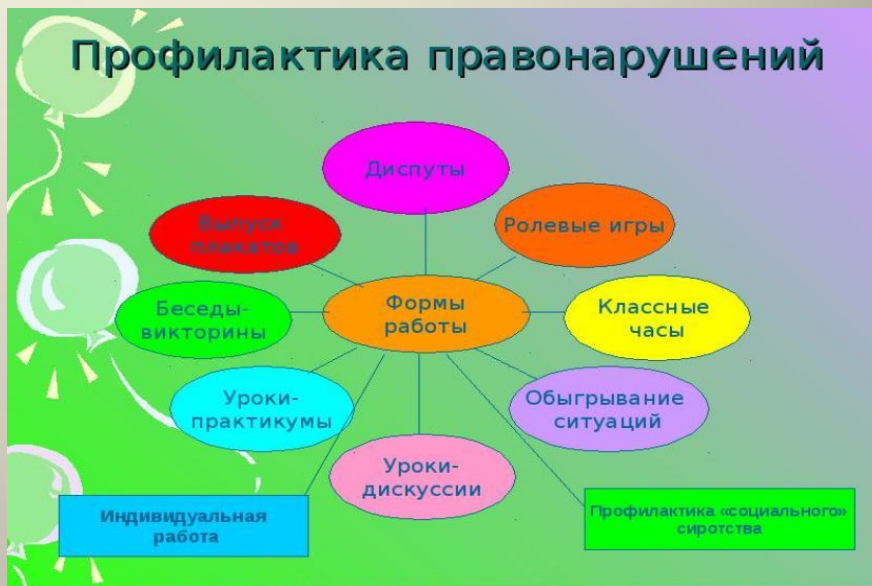 Профилактика правонарушений
Диспуты
Выпуск
плакатов
Ролевые игры
Беседы-
викторины
Формы
работы
Классные
часы
Уроки-
практикумы
Обыгрывание
ситуаций
Уроки-
дискуссии
Индивидуальная
работа
Профилактика «социального»
сиротства